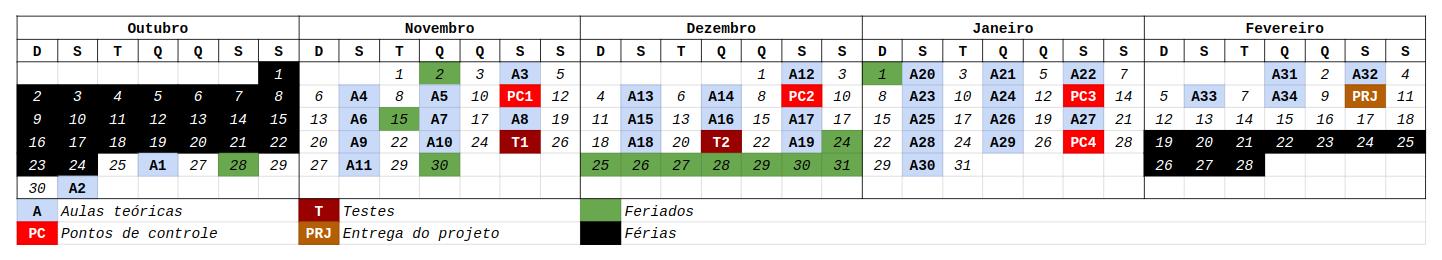 Outubro Novembro Dezembro Janeiro Fevereiro
D S T Q Q S S D S T Q Q S S D S T Q Q S S D S T Q Q S S D S T Q Q S S
1 1 2 3 A3 5 1 A12 3 1 A20 3 A21 5 A22 7 A31 2 A32 4
2 3 4 5 6 7 8 6 A4 8 A5 10 PC1 12 4 A13 6 A14 8 PC2 10 8 A23 10 A24 12 PC3 14 5 A33 7 A34 9 PRJ 11
9 10 11 12 13 14 15 13 A6 15 A7 17 A8 19 11 A15 13 A16 15 A17 17 15 A25 17 A26 19 A27 21 12 13 14 15 16 17 18
16 17 18 19 20 21 22 20 A9 22 A10 24 T1 26 18 A18 20 T2 22 A19 24 22 A28 24 A29 26 PC4 28 19 20 21 22 23 24 25
23 24 25 A1 27 28 29 27 A11 29 30 25 26 27 28 29 30 31 29 A30 31 26 27 28
30 A2
A Aulas teóricas T Testes Feriados
PC Pontos de controle PRJ Entrega do projeto Férias